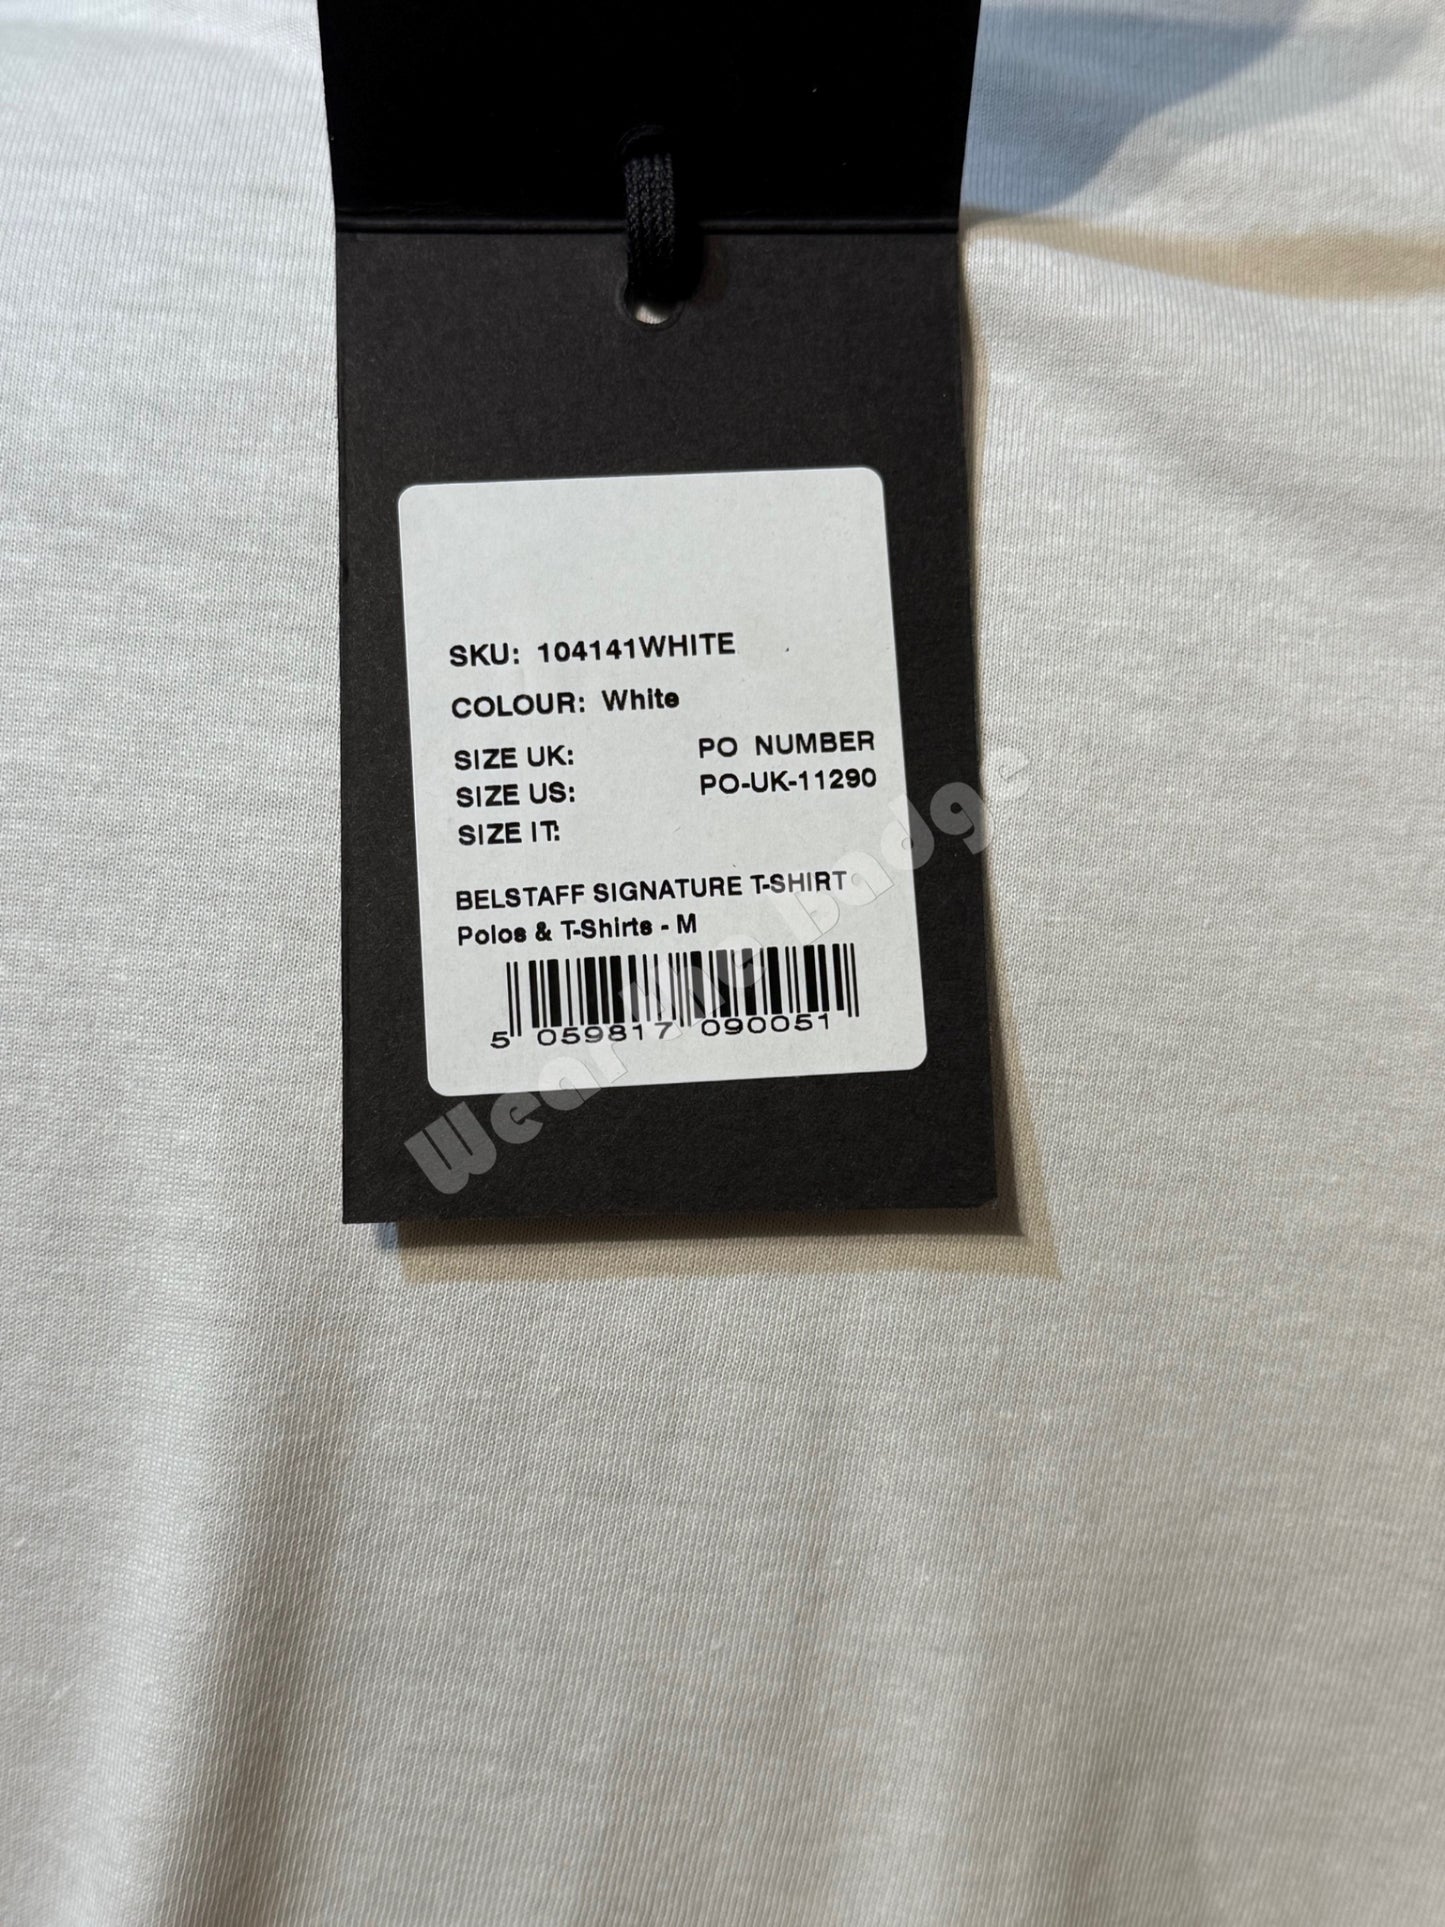 SKU: 104141WHITE
COLOUR: White
SIZE UK:
SIZE US:
SIZE IT:
PO NUMBER
PO-UK-11290
BELSTAFF SIGNATURE T-SHIRT
Polos & T-Shirts - M
5 059817 090051
Wear the badge